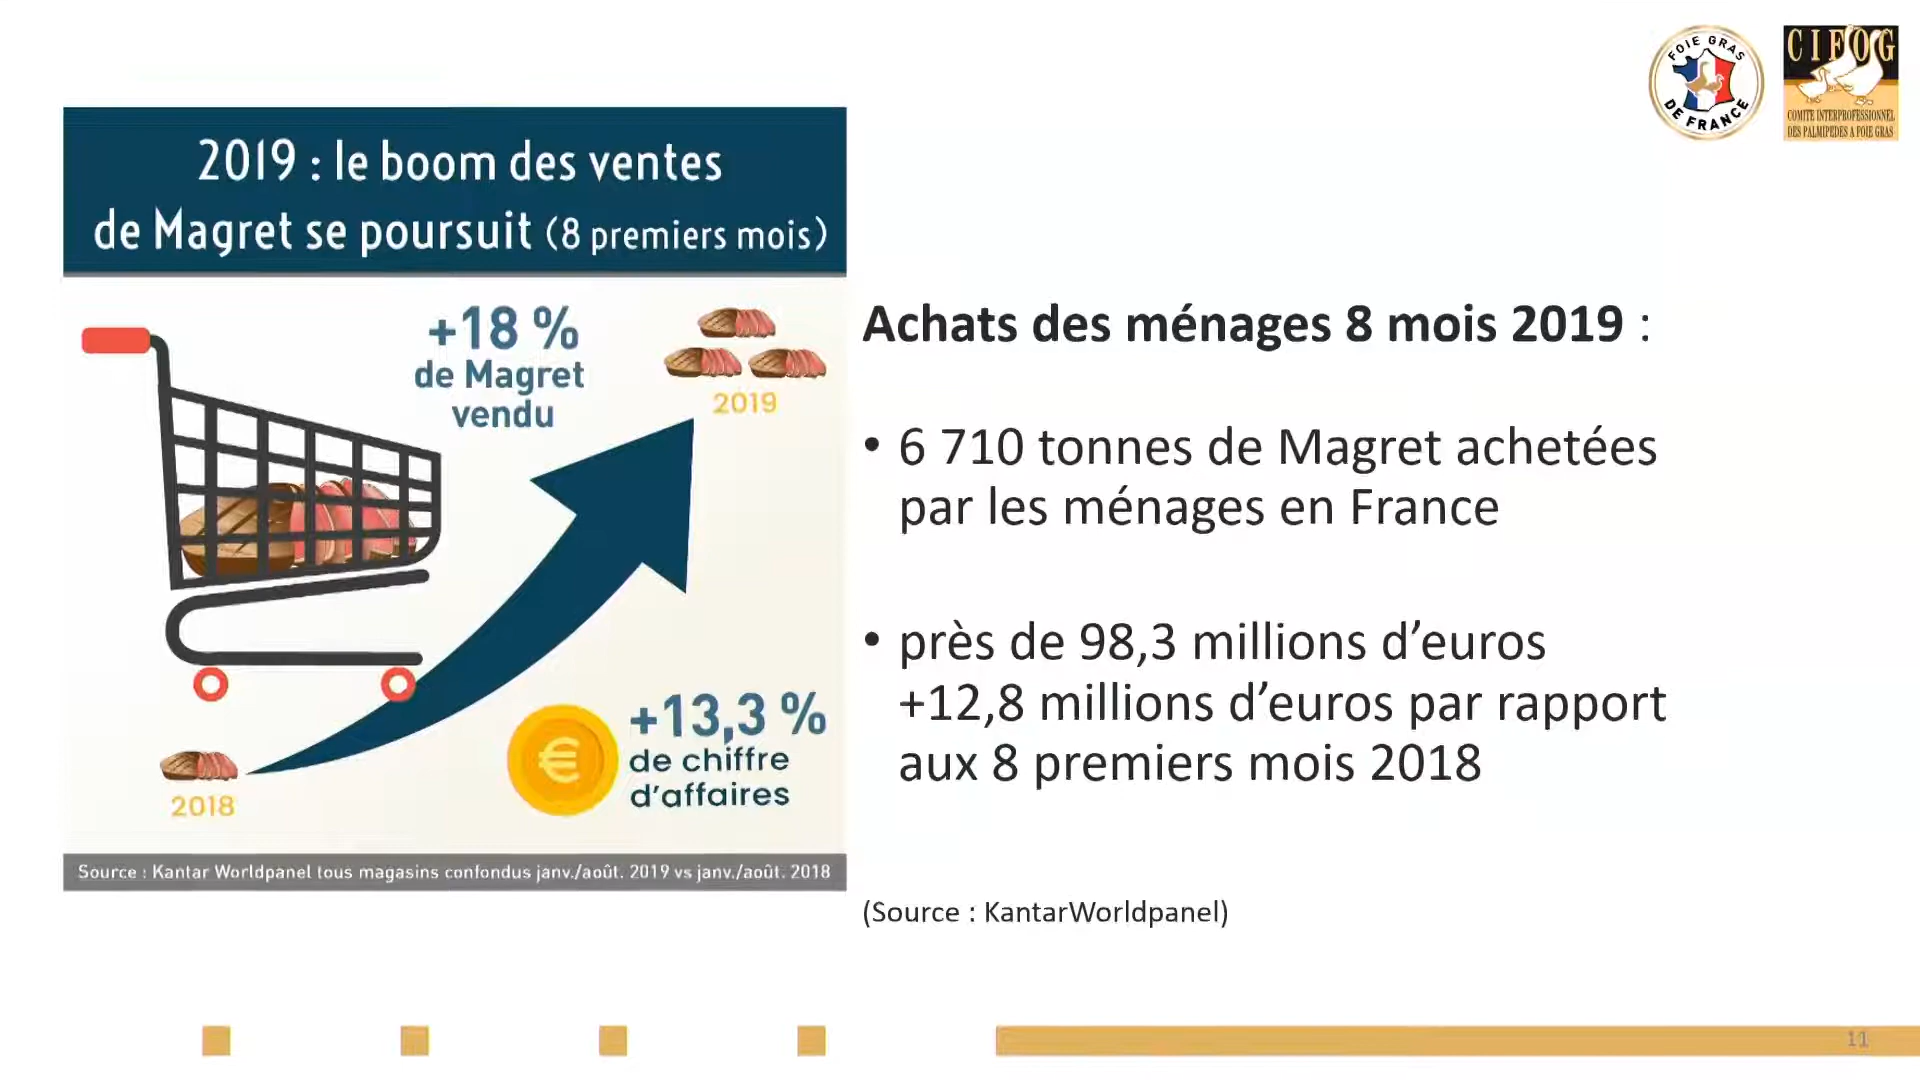 FOIE GRAS
DE FRANCE
CIFOG
COMITE INTERPROFESSIONNEL
DES PALMIPEDES A FOIE GRAS
2019 : le boom des ventes
de Magret se poursuit (8 premiers mois)
+18 %
de Magret
vendu
2019
2018
€
+13,3 %
de chiffre
d’affaires
Source : Kantar Worldpanel tous magasins confondus janv./août. 2019 vs janv./août. 2018
Achats des ménages 8 mois 2019 :
• 6 710 tonnes de Magret achetées
par les ménages en France
• près de 98,3 millions d’euros
+12,8 millions d’euros par rapport
aux 8 premiers mois 2018
(Source : KantarWorldpanel)
11